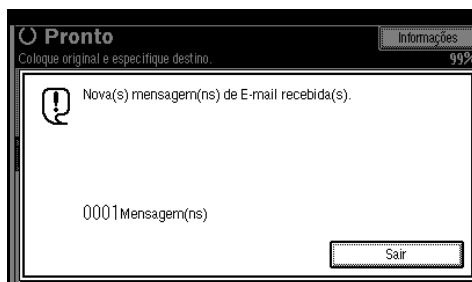 Pronto
Informações
Coloque original e especifique destino.
99%
Nova(s) mensagem(ns) de E-mail recebida(s).
0001 Mensagem(ns)
Sair